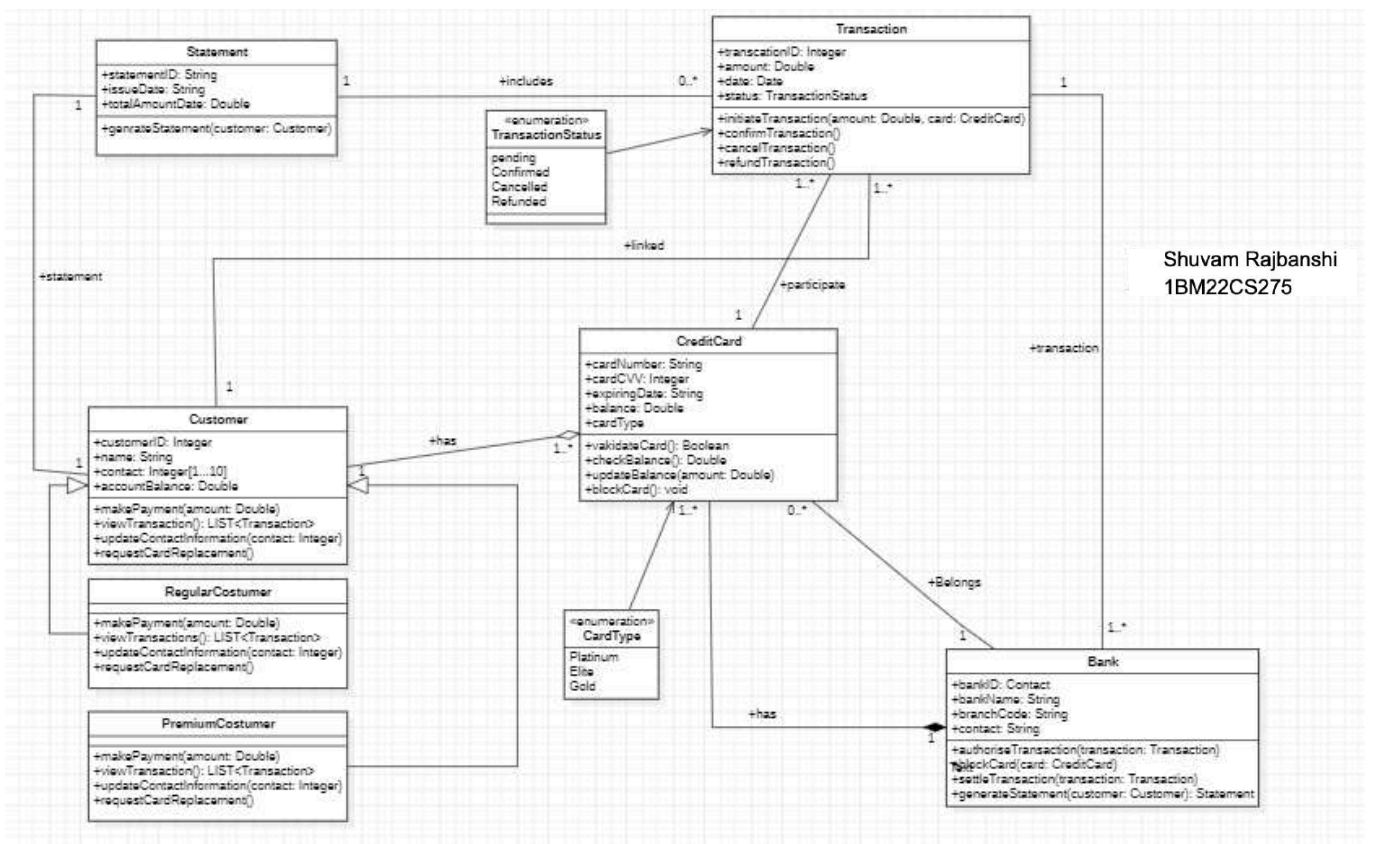 Statement
+statementID: String
+issueDate: String
+totalAmountDate: Double
+genrateStatement(customer: Customer)
1
+includes
0..*
Transaction
+transcationID: Integer
+amount: Double
+date: Date
+status: TransactionStatus
+initiateTransaction(amount: Double, card: CreditCard)
+confirmTransaction()
+cancelTransaction()
+refundTransaction()
1
1
«enumeration»
TransactionStatus
pending
Confirmed
Cancelled
Refunded
1..*
1..*
+linked
+statement
+participate
Shuvam Rajbanshi
1BM22CS275
1
+transaction
1
CreditCard
+cardNumber: String
+cardCVV: Integer
+expiringDate: String
+balance: Double
+cardType
+vakidateCard(): Boolean
+checkBalance(): Double
+updateBalance(amount: Double)
+blockCard(): void
Customer
+customerID: Integer
+name: String
+contact: Integer[1...10]
+accountBalance: Double
+makePayment(amount: Double)
+viewTransaction(): LIST<Transaction>
+updateContactInformation(contact: Integer)
+requestCardReplacement()
+has
1..*
1
1
1..*
0..*
RegularCostumer
+makePayment(amount: Double)
+viewTransactions(): LIST<Transaction>
+updateContactInformation(contact: Integer)
+requestCardReplacement()
«enumeration»
CardType
Platinum
Elite
Gold
+Belongs
1
1..*
Bank
+bankID: Contact
+bankName: String
+branchCode: String
+contact: String
+authoriseTransaction(transaction: Transaction)
+blockCard(card: CreditCard)
Text
+settleTransaction(transaction: Transaction)
+generateStatement(customer: Customer): Statement
+has
1
PremiumCostumer
+makePayment(amount: Double)
+viewTransaction(): LIST<Transaction>
+updateContactInformation(contact: Integer)
+requestCardReplacement()